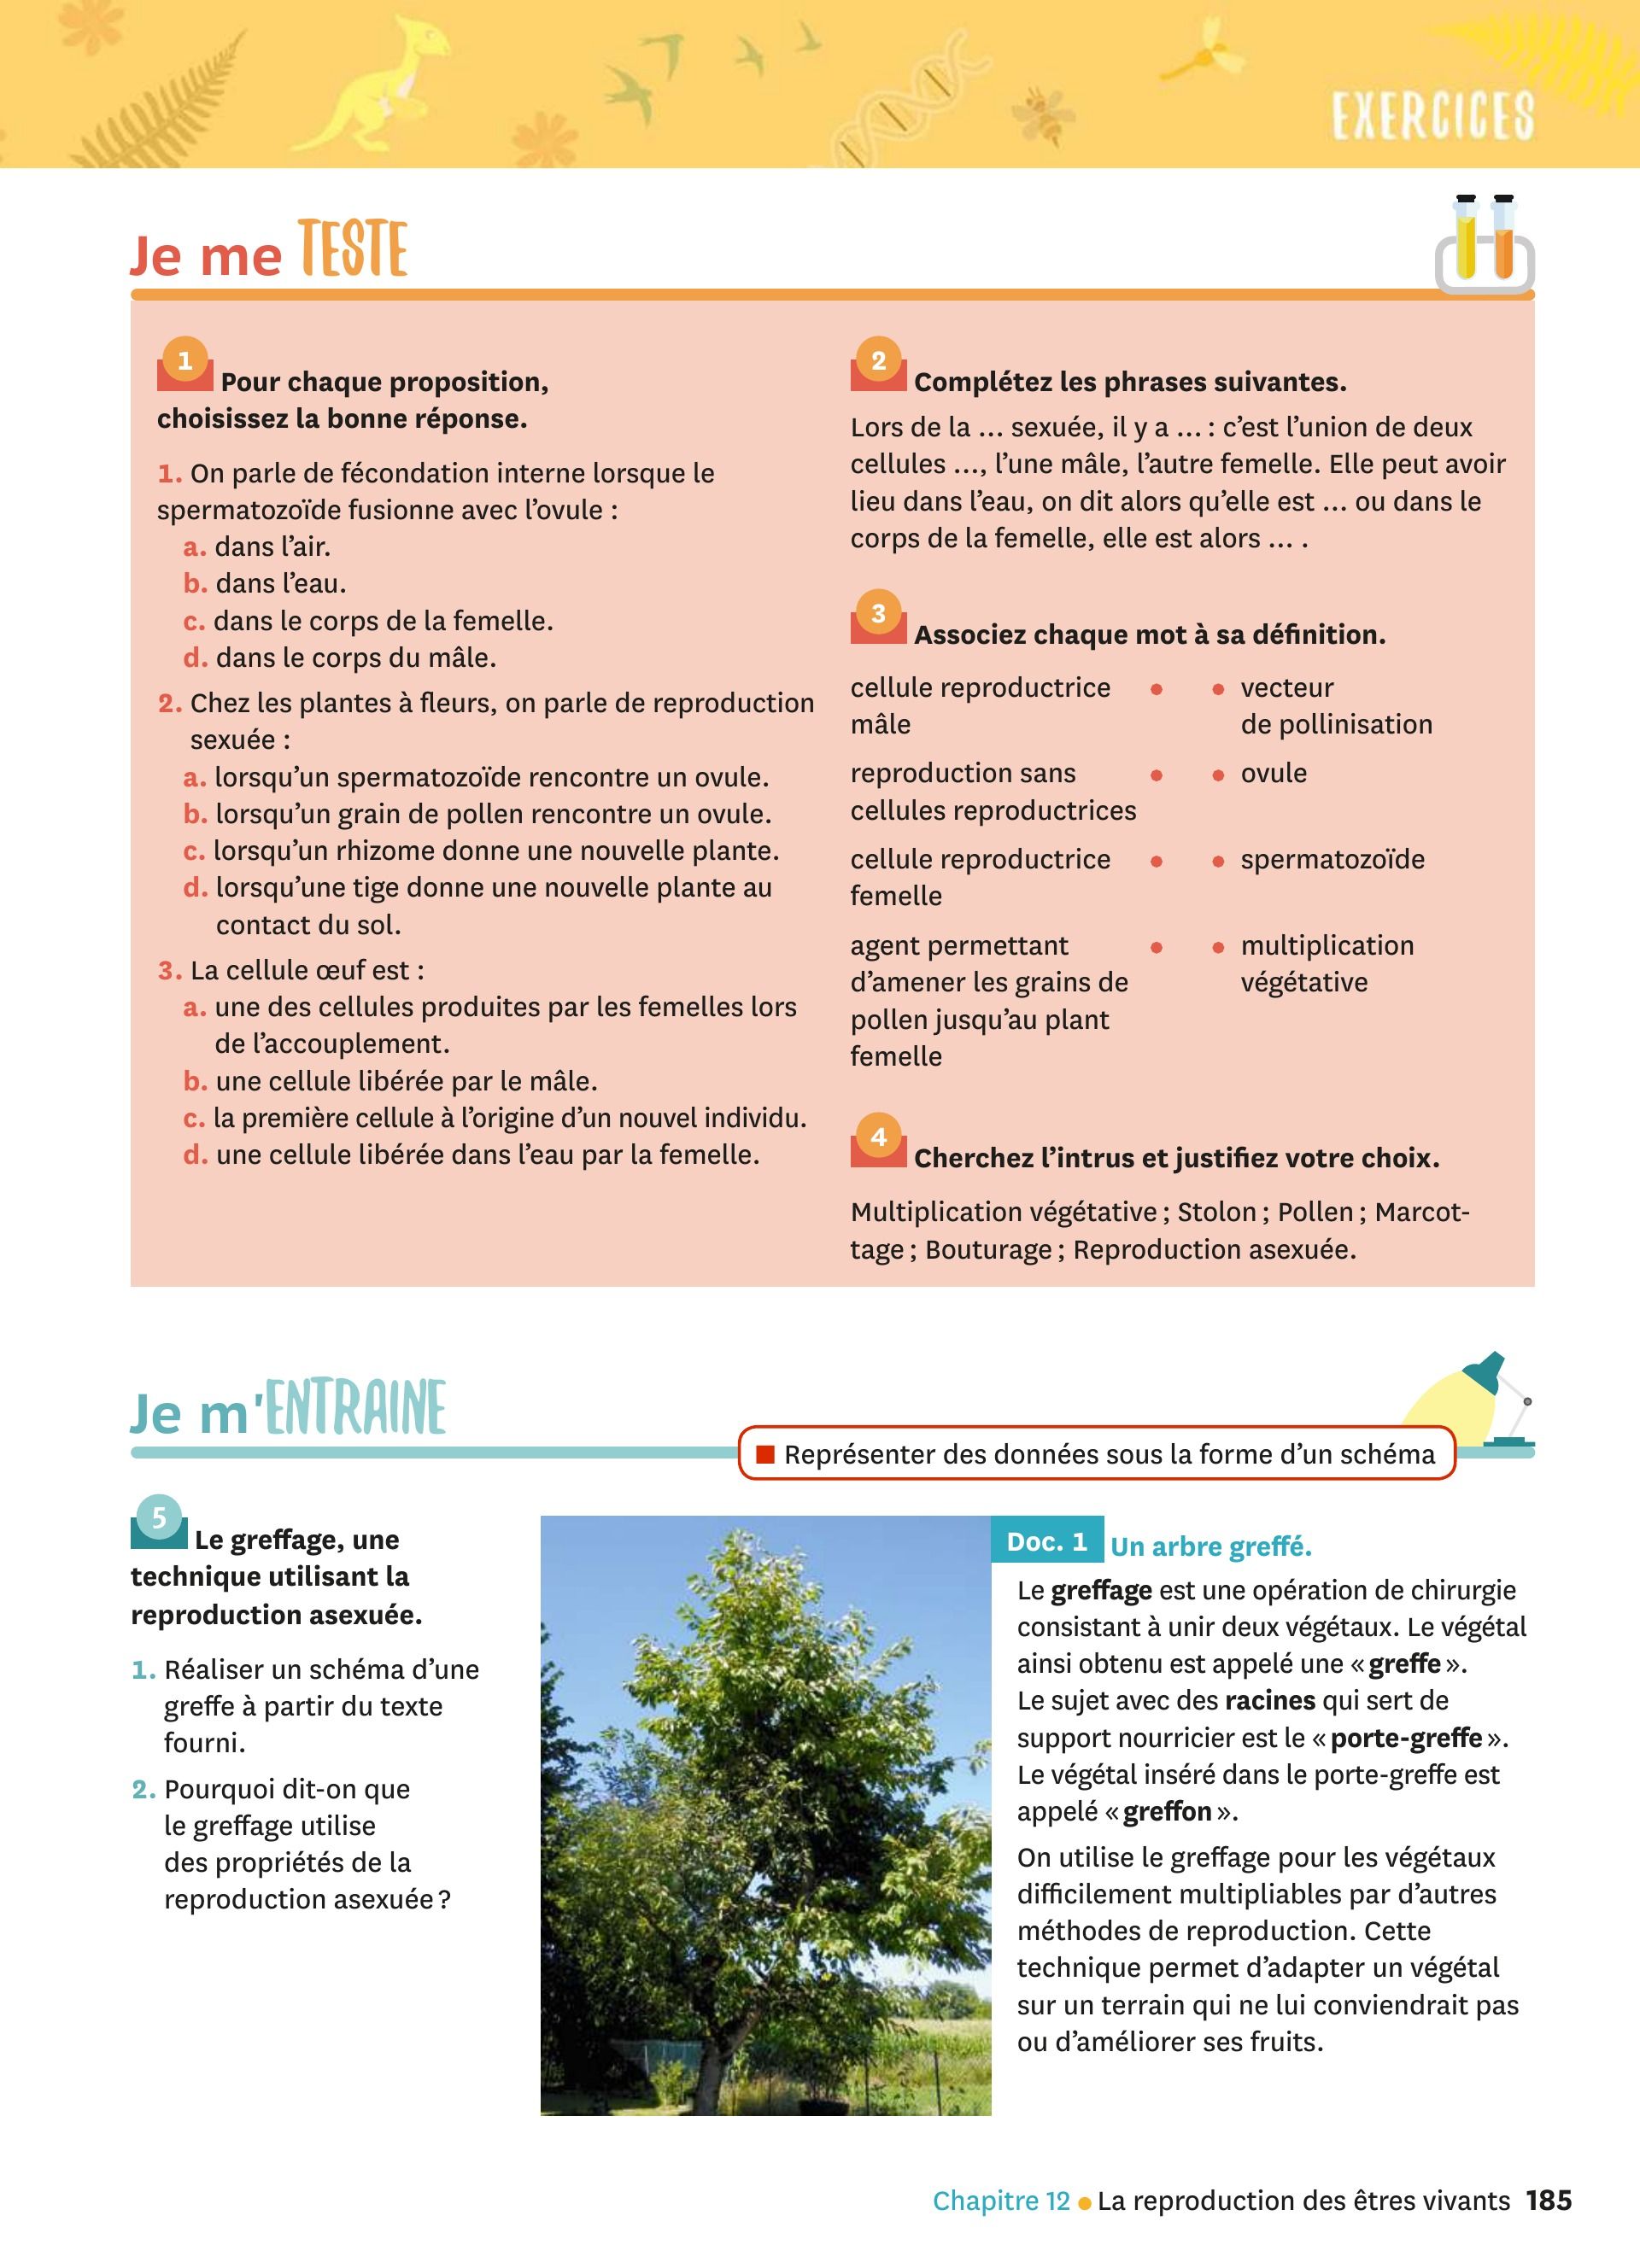 EXERCICES
Je me TESTE
1 Pour chaque proposition,
choisissez la bonne réponse.
1. On parle de fécondation interne lorsque le
spermatozoïde fusionne avec l’ovule :
a. dans l’air.
b. dans l’eau.
c. dans le corps de la femelle.
d. dans le corps du mâle.
2. Chez les plantes à fleurs, on parle de reproduction
sexuée :
a. lorsqu’un spermatozoïde rencontre un ovule.
b. lorsqu’un grain de pollen rencontre un ovule.
c. lorsqu’un rhizome donne une nouvelle plante.
d. lorsqu’une tige donne une nouvelle plante au
contact du sol.
3. La cellule œuf est :
a. une des cellules produites par les femelles lors
de l’accouplement.
b. une cellule libérée par le mâle.
c. la première cellule à l’origine d’un nouvel individu.
d. une cellule libérée dans l’eau par la femelle.
2 Complétez les phrases suivantes.
Lors de la ... sexuée, il y a ... : c’est l’union de deux
cellules ..., l’une mâle, l’autre femelle. Elle peut avoir
lieu dans l’eau, on dit alors qu’elle est ... ou dans le
corps de la femelle, elle est alors ... .
3 Associez chaque mot à sa définition.
cellule reproductrice • • vecteur
mâle de pollinisation
reproduction sans • • ovule
cellules reproductrices
cellule reproductrice • • spermatozoïde
femelle
agent permettant • • multiplication
d’amener les grains de végétative
pollen jusqu’au plant
femelle
4 Cherchez l’intrus et justifiez votre choix.
Multiplication végétative ; Stolon ; Pollen ; Marcot-
tage ; Bouturage ; Reproduction asexuée.
Je m'ENTRAINE
■ Représenter des données sous la forme d’un schéma
5 Le greffage, une
technique utilisant la
reproduction asexuée.
1. Réaliser un schéma d’une
greffe à partir du texte
fourni.
2. Pourquoi dit-on que
le greffage utilise
des propriétés de la
reproduction asexuée ?
Doc. 1 Un arbre greffé.
Le greffage est une opération de chirurgie
consistant à unir deux végétaux. Le végétal
ainsi obtenu est appelé une « greffe ».
Le sujet avec des racines qui sert de
support nourricier est le « porte-greffe ».
Le végétal inséré dans le porte-greffe est
appelé « greffon ».
On utilise le greffage pour les végétaux
difficilement multipliables par d’autres
méthodes de reproduction. Cette
technique permet d’adapter un végétal
sur un terrain qui ne lui conviendrait pas
ou d’améliorer ses fruits.
Chapitre 12 • La reproduction des êtres vivants 185